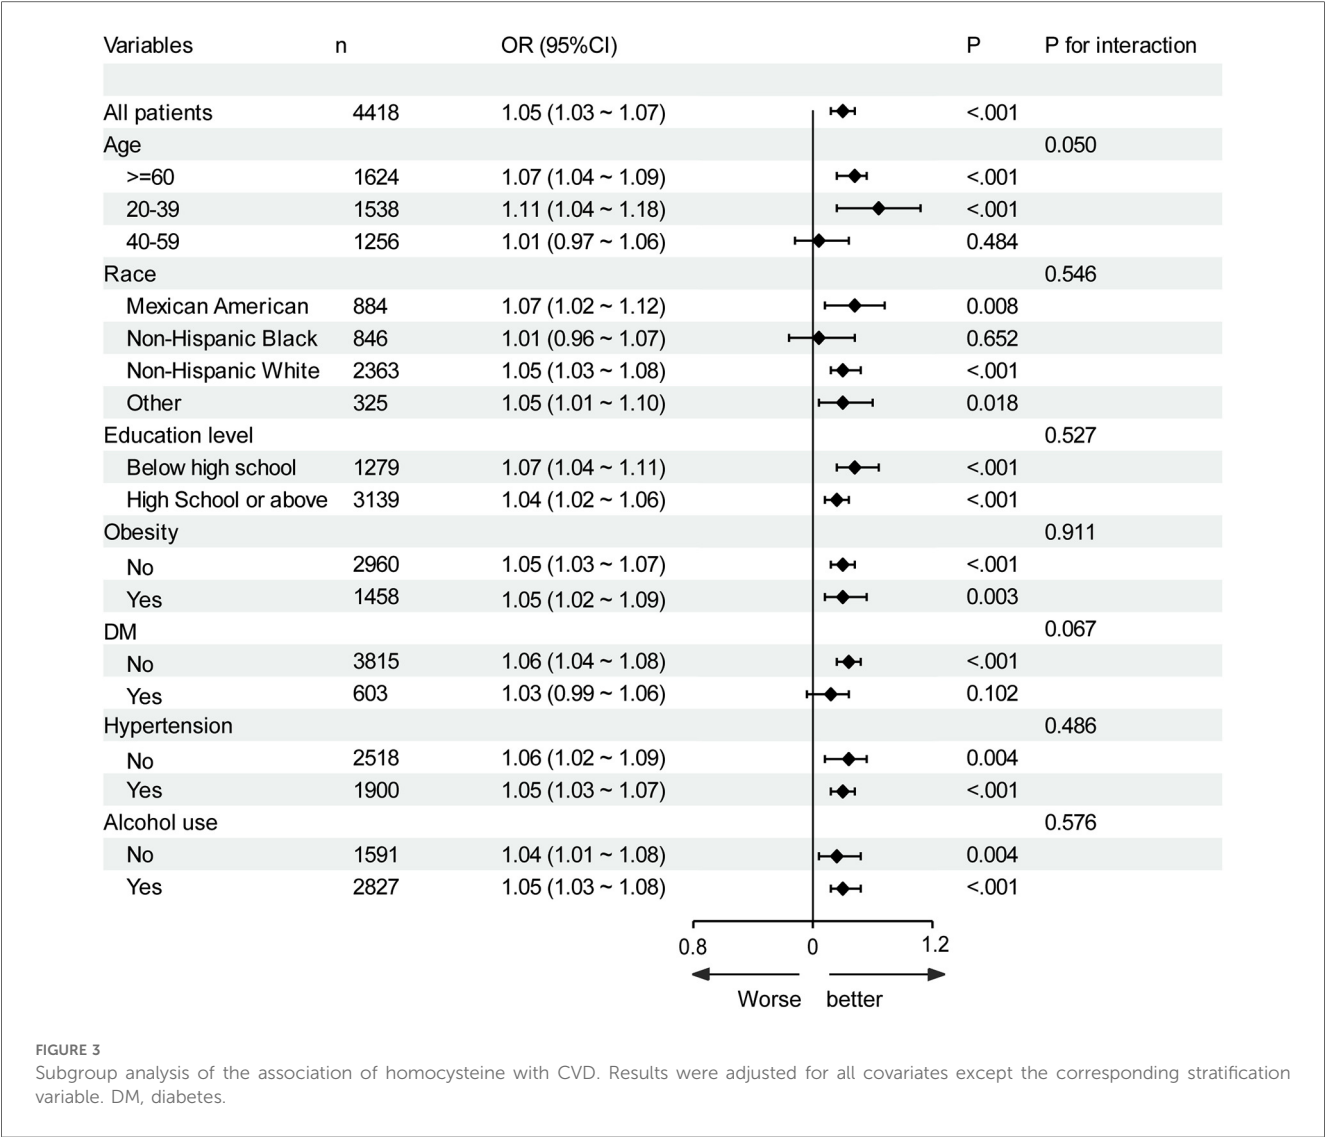 Variables n OR (95%CI) P P for interaction
All patients 4418 1.05 (1.03 ~ 1.07) <.001
Age 0.050
>=60 1624 1.07 (1.04 ~ 1.09) <.001
20-39 1538 1.11 (1.04 ~ 1.18) <.001
40-59 1256 1.01 (0.97 ~ 1.06) 0.484
Race 0.546
Mexican American 884 1.07 (1.02 ~ 1.12) 0.008
Non-Hispanic Black 846 1.01 (0.96 ~ 1.07) 0.652
Non-Hispanic White 2363 1.05 (1.03 ~ 1.08) <.001
Other 325 1.05 (1.01 ~ 1.10) 0.018
Education level 0.527
Below high school 1279 1.07 (1.04 ~ 1.11) <.001
High School or above 3139 1.04 (1.02 ~ 1.06) <.001
Obesity 0.911
No 2960 1.05 (1.03 ~ 1.07) <.001
Yes 1458 1.05 (1.02 ~ 1.09) 0.003
DM 0.067
No 3815 1.06 (1.04 ~ 1.08) <.001
Yes 603 1.03 (0.99 ~ 1.06) 0.102
Hypertension 0.486
No 2518 1.06 (1.02 ~ 1.09) 0.004
Yes 1900 1.05 (1.03 ~ 1.07) <.001
Alcohol use 0.576
No 1591 1.04 (1.01 ~ 1.08) 0.004
Yes 2827 1.05 (1.03 ~ 1.08) <.001
0.8 0 1.2
Worse better
FIGURE 3
Subgroup analysis of the association of homocysteine with CVD. Results were adjusted for all covariates except the corresponding stratification
variable. DM, diabetes.